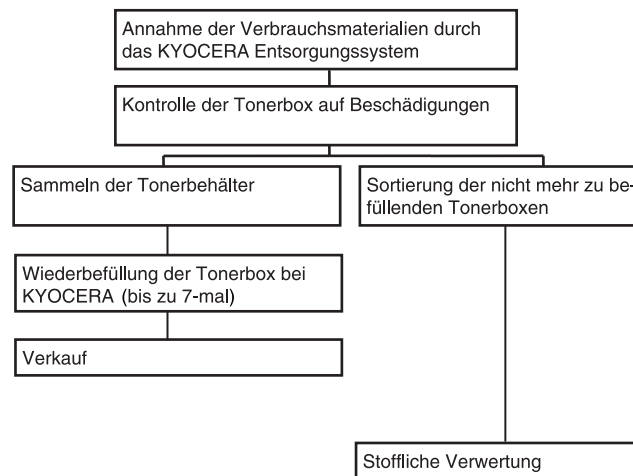 Annahme der Verbrauchsmaterialien durch
das KYOCERA Entsorgungssystem
Kontrolle der Tonerbox auf Beschädigungen
Sammeln der Tonerbehälter
Sortierung der nicht mehr zu be-
füllenden Tonerboxen
Wiederbefüllung der Tonerbox bei
KYOCERA (bis zu 7-mal)
Verkauf
Stoffliche Verwertung